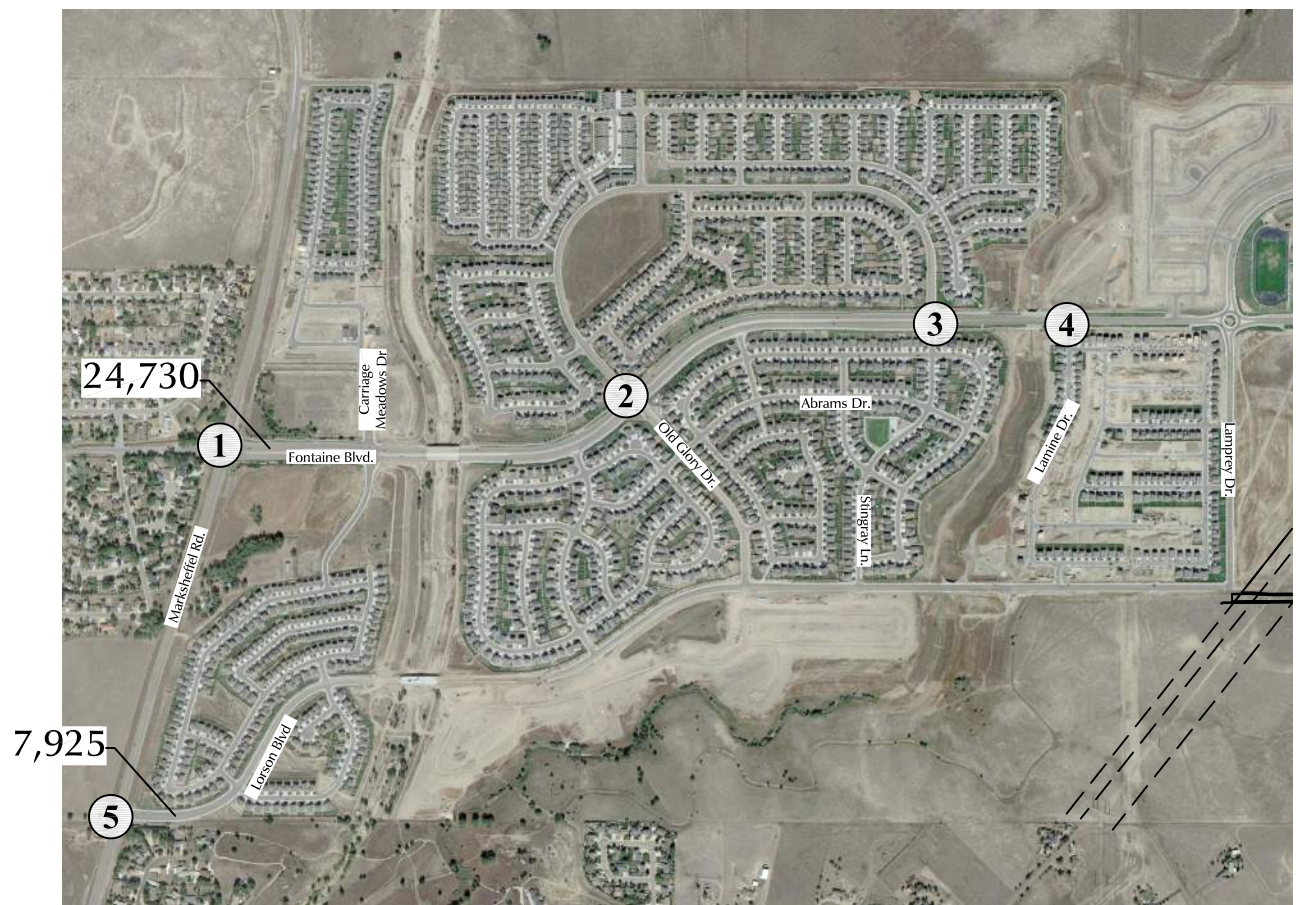 3
4
24,730
2
Carriage
Meadows Dr
Abrams Dr.
1
Old Glory Dr.
Fontaine Blvd.
Lamine Dr.
Lamprey Dr.
Stingray Ln.
Marksheffel Rd.
7,925
Lorson Blvd
5